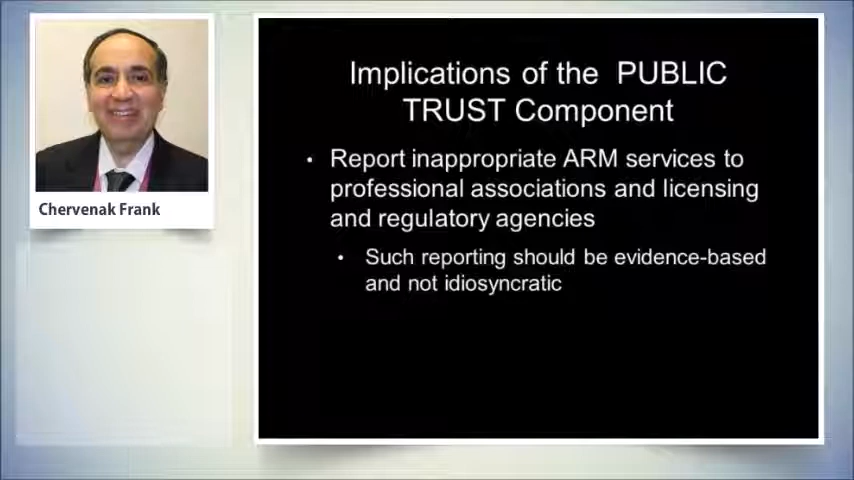 Chervenak Frank
Implications of the PUBLIC
TRUST Component
• Report inappropriate ARM services to
professional associations and licensing
and regulatory agencies
• Such reporting should be evidence-based
and not idiosyncratic